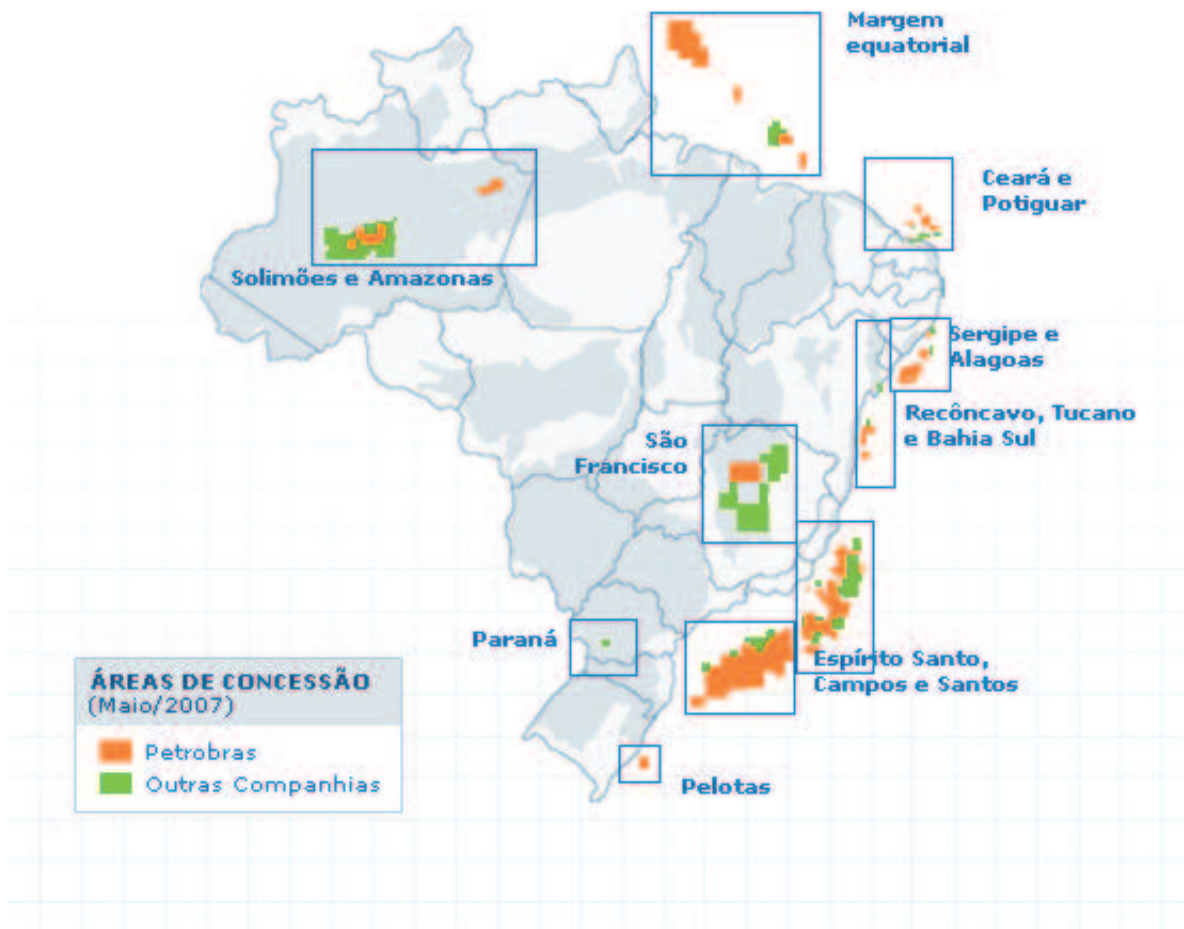 Margem
equatorial
Ceará e
Potiguar
Solimões e Amazonas
Sergipe e
Alagoas
Recôncavo, Tucano
e Bahia Sul
São
Francisco
Paraná
Espírito Santo,
Campos e Santos
ÁREAS DE CONCESSÃO
(Maio/2007)
Petrobras
Outras Companhias
Pelotas